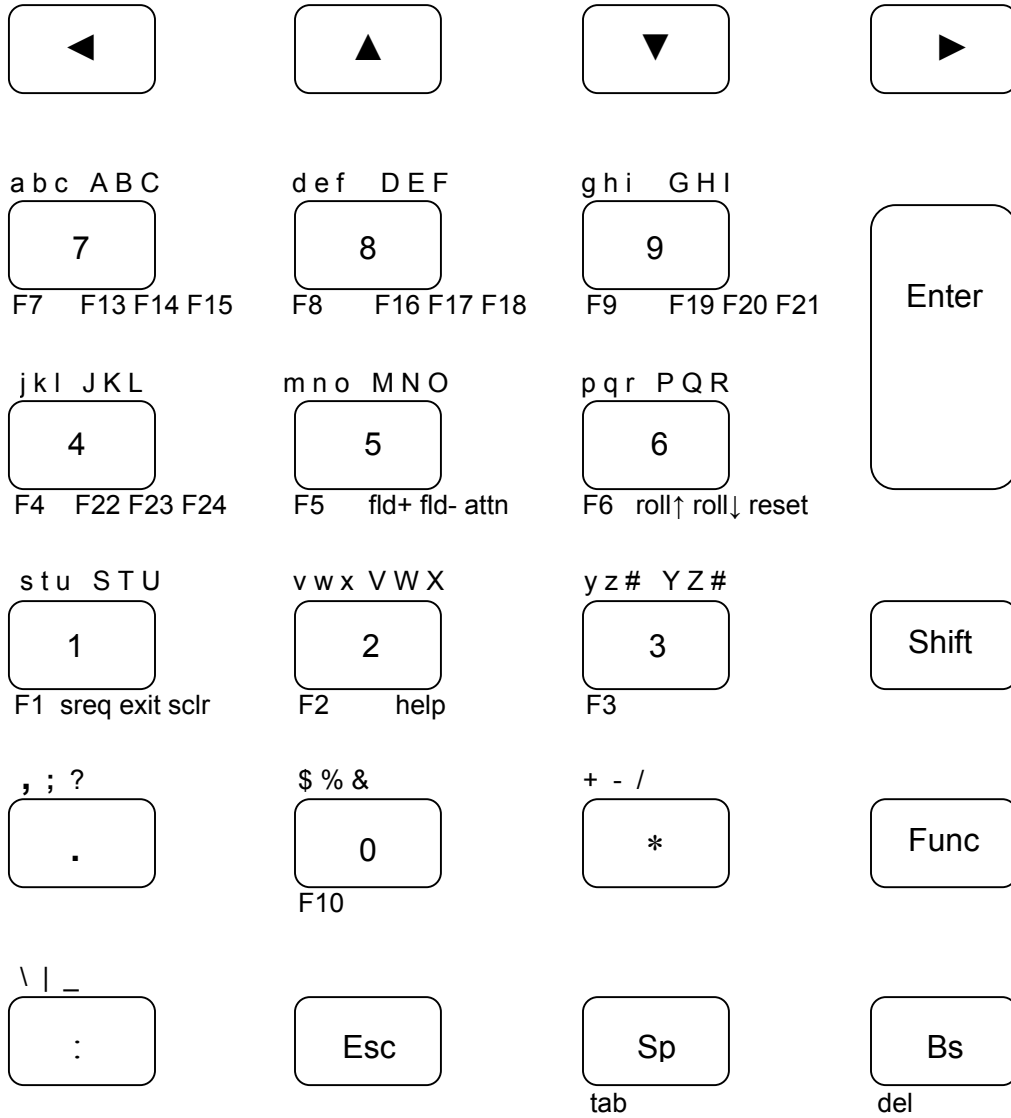 ◄ ▲ ▼ ►
a b c A B C d e f D E F g h i G H I
7 8 9
Enter
F7 F13 F14 F15 F8 F16 F17 F18 F9 F19 F20 F21
j k l J K L m n o M N O p q r P Q R
4 5 6
F4 F22 F23 F24 F5 fld+ fld- attn F6 roll↑ roll↓ reset
s t u S T U v w x V W X y z # Y Z #
1 2 3 Shift
F1 sreq exit sclr F2 help F3
, ; ? $ % & + - /
. 0 * Func
F10
\ | _
: Esc Sp Bs
tab del